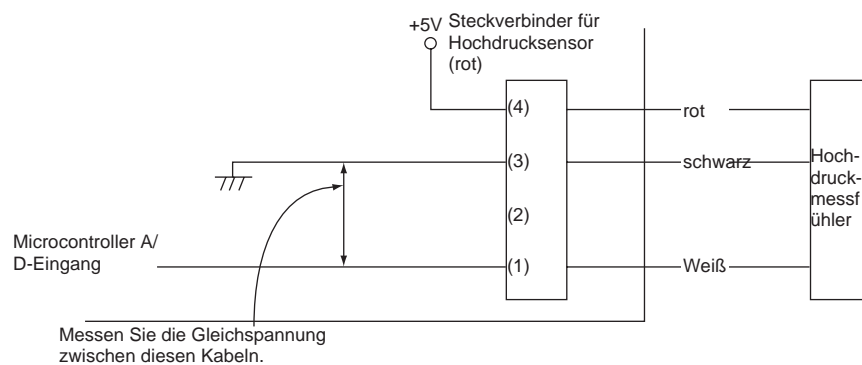 +5V
Steckverbinder für
Hochdrucksensor
(rot)
(4)
rot
(3)
schwarz
Hoch-
druck-
messf
ühler
(2)
Microcontroller A/
D-Eingang
(1)
Weiß
Messen Sie die Gleichspannung
zwischen diesen Kabeln.